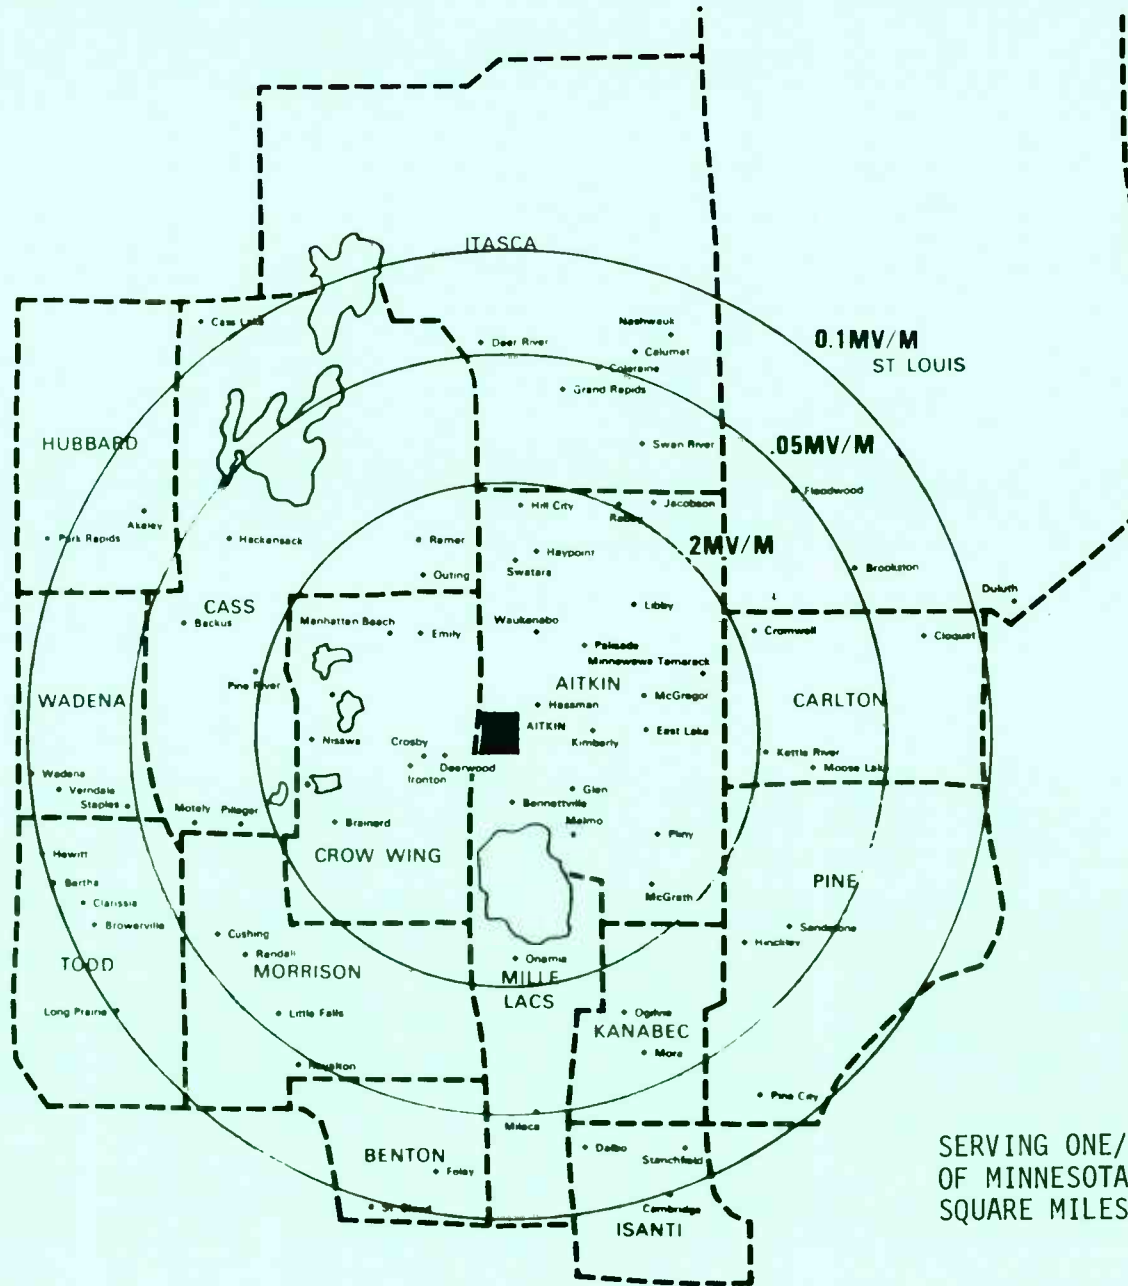 ITASCA
Cass Lake
Deer River
Nashwauk
Calumet
Coleraine
Grand Rapids
0.1MV/M
ST LOUIS
HUBBARD
Swan River
.05MV/M
Floodwood
Akeley
Park Rapids
Hackensack
Remer
Outing
Hill City
Jacobson
Haypoint
Swatara
2MV/M
Brookston
Duluth
CASS
Backus
Manhatten Beach
Emily
Waukenabo
Libby
Cromwell
Cloquet
Palisade
Minnewawa Tamarack
Pine River
AITKIN
WADENA
Hassman
McGregor
CARLTON
AITKIN
Kimberly
East Lake
Nisswa
Crosby
Deerwood
Ironton
Kettle River
Moose Lake
Wadena
Verndale
Staples
Motely
Pillager
Brainerd
Bennettville
Glen
Malmo
Pliny
Hewitt
CROW WING
Bertha
Clarissia
Browerville
McGrath
PINE
Cushing
Randall
Sandstone
Hinckley
TODD
MORRISON
Onamia
MILLE
LACS
Long Prairie
Little Falls
Ogilvie
KANABEC
Mora
Royalton
Pine City
Milaca
BENTON
Foley
Dalbo
Stanchfield
St Cloud
Cambridge
ISANTI
SERVING ONE/
OF MINNESOTA
SQUARE MILES